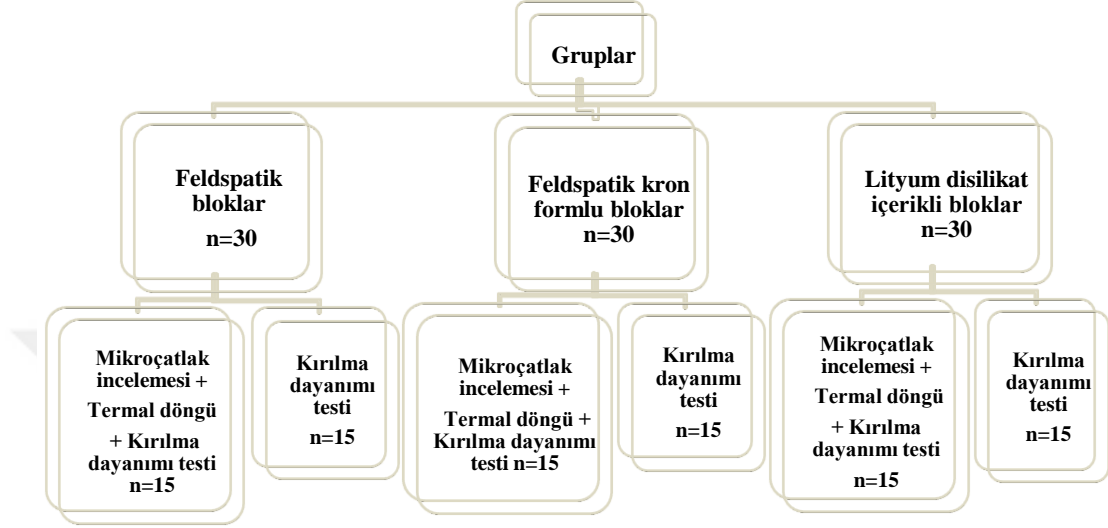 Gruplar
Feldspatik
bloklar
n=30
Feldspatik kron
formlu bloklar
n=30
Lityum disilikat
içerikli bloklar
n=30
Mikroçatlak
incelemesi +
Termal döngü
+ Kırılma
dayanımı testi
n=15
Kırılma
dayanımı
testi
n=15
Mikroçatlak
incelemesi +
Termal döngü +
Kırılma dayanımı
testi n=15
Kırılma
dayanımı
testi
n=15
Mikroçatlak
incelemesi +
Termal döngü
+ Kırılma
dayanımı testi
n=15
Kırılma
dayanımı
testi
n=15